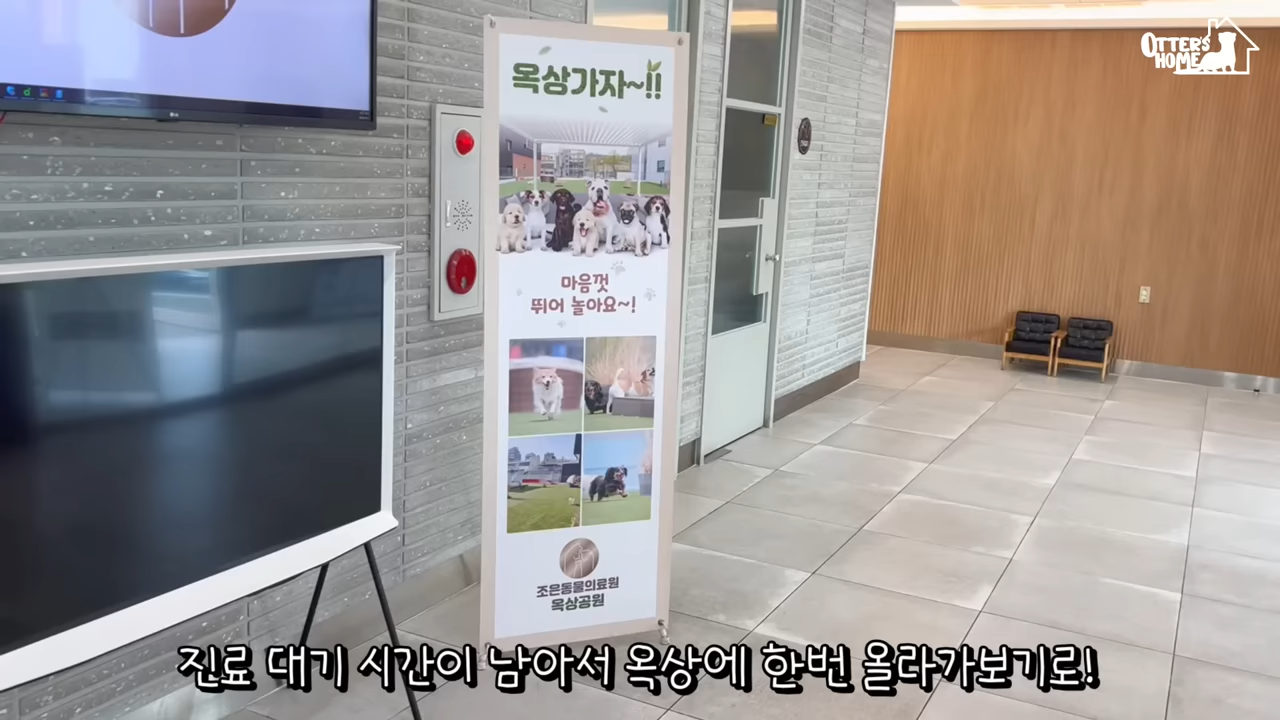 OTTER'S
HOME
옥상가자~!!
마음껏
뛰어 놀아요~!
조은동물의료원
옥상공원
LG
진료 대기 시간이 남아서 옥상에 한번 올라가보기로!